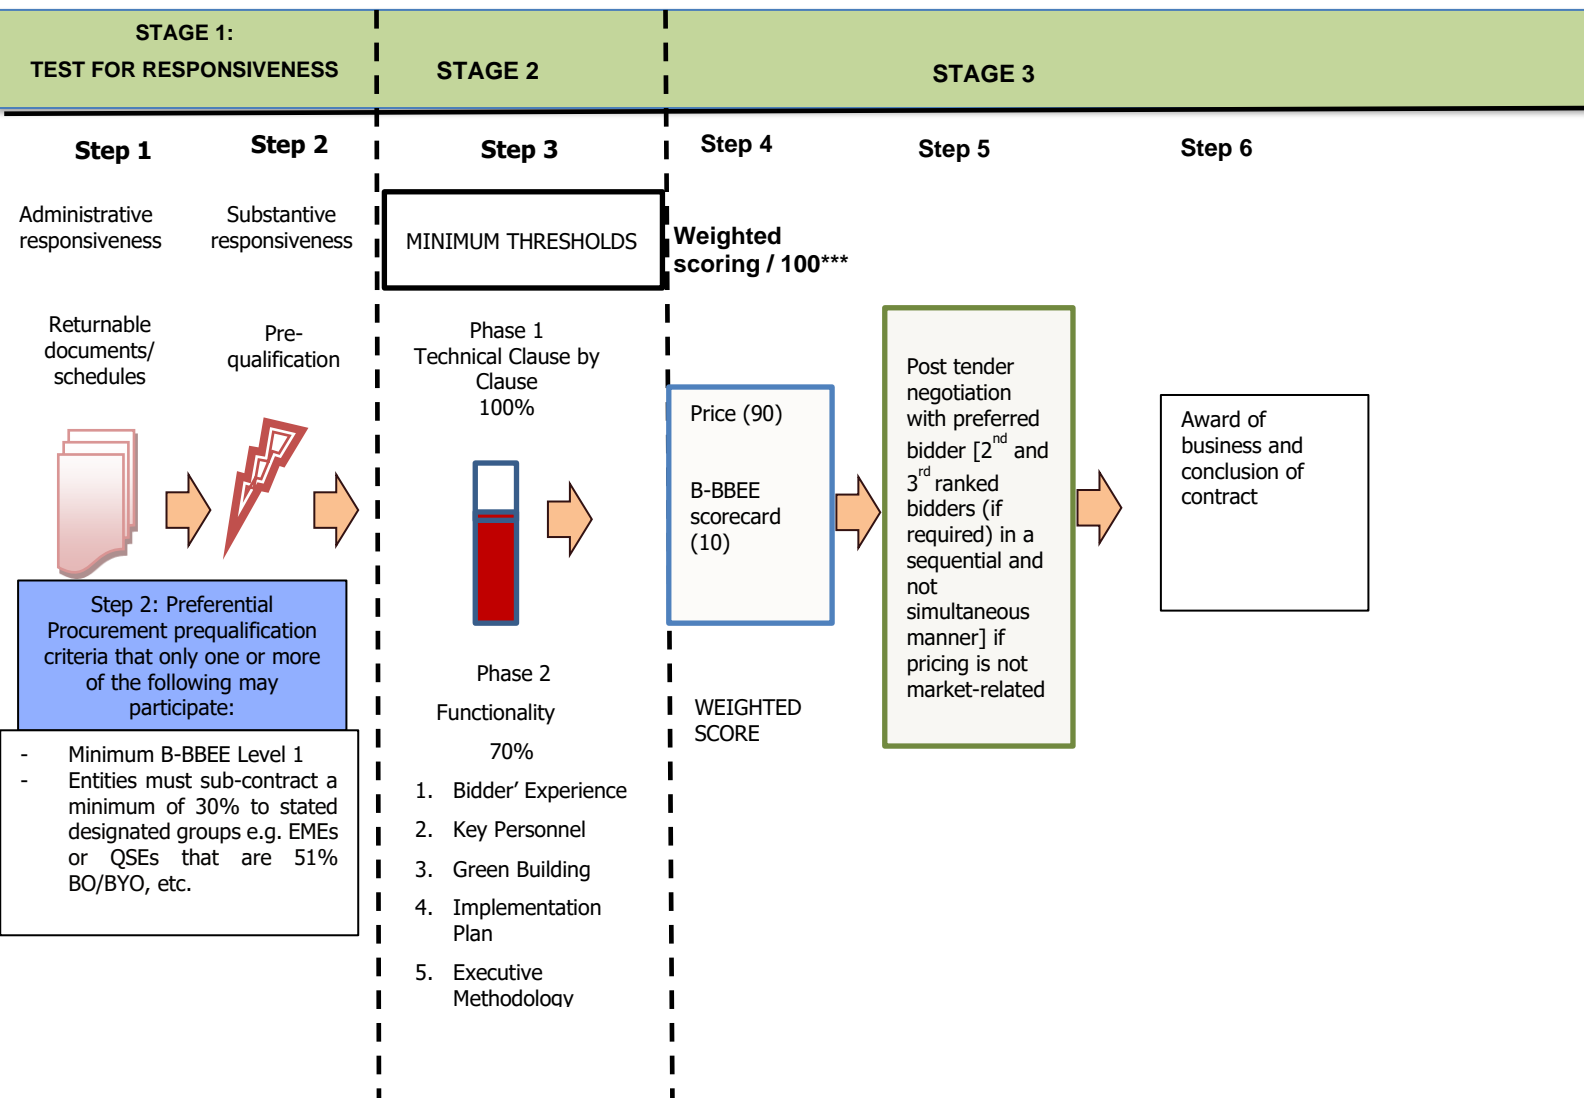 STAGE 1:
TEST FOR RESPONSIVENESS
STAGE 2
STAGE 3
Step 1
Step 2
Step 3
Step 4
Step 5
Step 6
Administrative
responsiveness
Substantive
responsiveness
MINIMUM THRESHOLDS
Weighted
scoring / 100***
Returnable
documents/
schedules
Pre-
qualification
Phase 1
Technical Clause by
Clause
100%
Price (90)
B-BBEE
scorecard
(10)
Post tender
negotiation
with preferred
bidder [2nd and
3rd ranked
bidders (if
required) in a
sequential and
not
simultaneous
manner] if
pricing is not
market-related
Award of
business and
conclusion of
contract
Step 2: Preferential
Procurement prequalification
criteria that only one or more
of the following may
participate:
- Minimum B-BBEE Level 1
- Entities must sub-contract a
minimum of 30% to stated
designated groups e.g. EMEs
or QSEs that are 51%
BO/BYO, etc.
Phase 2
Functionality
70%
1. Bidder' Experience
2. Key Personnel
3. Green Building
4. Implementation
Plan
5. Executive
Methodology
WEIGHTED
SCORE